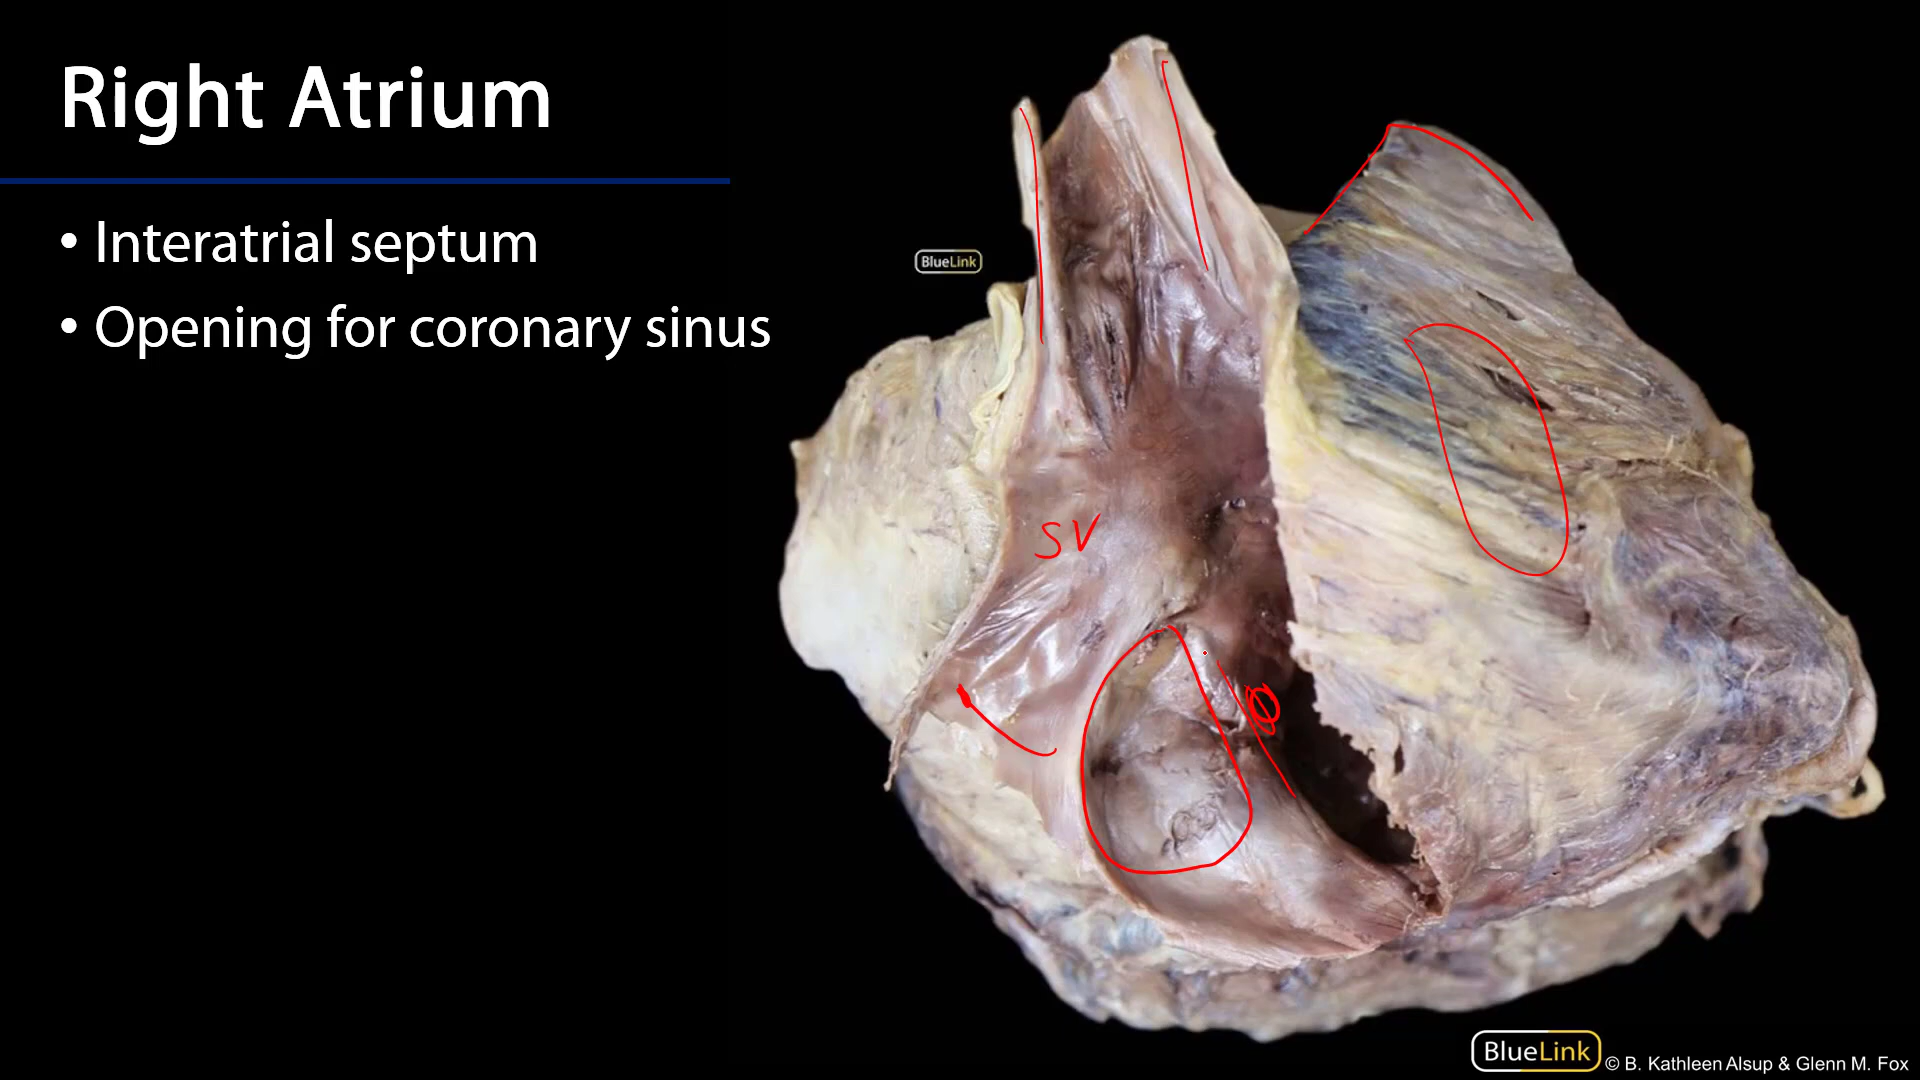 Right Atrium
• Interatrial septum
• Opening for coronary sinus
BlueLink
SV
BlueLink © B. Kathleen Alsup & Glenn M. Fox